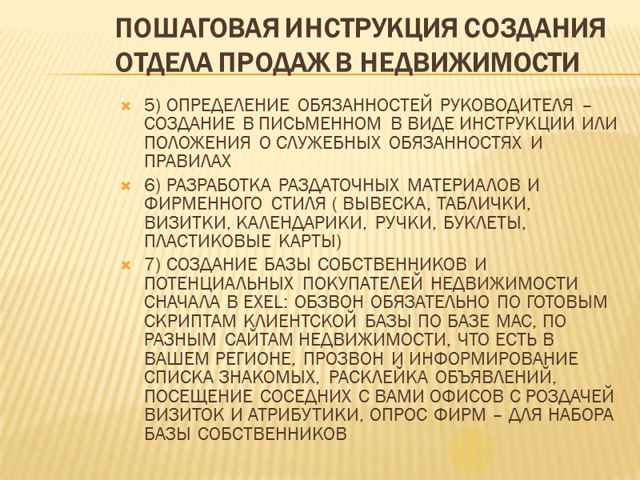 ПОШАГОВАЯ ИНСТРУКЦИЯ СОЗДАНИЯ
ОТДЕЛА ПРОДАЖ В НЕДВИЖИМОСТИ
5) ОПРЕДЕЛЕНИЕ ОБЯЗАННОСТЕЙ РУКОВОДИТЕЛЯ –
СОЗДАНИЕ В ПИСЬМЕННОМ В ВИДЕ ИНСТРУКЦИИ ИЛИ
ПОЛОЖЕНИЯ О СЛУЖЕБНЫХ ОБЯЗАННОСТЯХ И
ПРАВИЛАХ
6) РАЗРАБОТКА РАЗДАТОЧНЫХ МАТЕРИАЛОВ И
ФИРМЕННОГО СТИЛЯ ( ВЫВЕСКА, ТАБЛИЧКИ,
ВИЗИТКИ, КАЛЕНДАРИКИ, РУЧКИ, БУКЛЕТЫ,
ПЛАСТИКОВЫЕ КАРТЫ)
7) СОЗДАНИЕ БАЗЫ СОБСТВЕННИКОВ И
ПОТЕНЦИАЛЬНЫХ ПОКУПАТЕЛЕЙ НЕДВИЖИМОСТИ
СНАЧАЛА В EXEL: ОБЗВОН ОБЯЗАТЕЛЬНО ПО ГОТОВЫМ
СКРИПТАМ КЛИЕНТСКОЙ БАЗЫ ПО БАЗЕ МАС, ПО
РАЗНЫМ САЙТАМ НЕДВИЖИМОСТИ, ЧТО ЕСТЬ В
ВАШЕМ РЕГИОНЕ, ПРОЗВОН И ИНФОРМИРОВАНИЕ
СПИСКА ЗНАКОМЫХ, РАСКЛЕЙКА ОБЪЯВЛЕНИЙ,
ПОСЕЩЕНИЕ СОСЕДНИХ С ВАМИ ОФИСОВ С РОЗДАЧЕЙ
ВИЗИТОК И АТРИБУТИКИ, ОПРОС ФИРМ – ДЛЯ НАБОРА
БАЗЫ СОБСТВЕННИКОВ